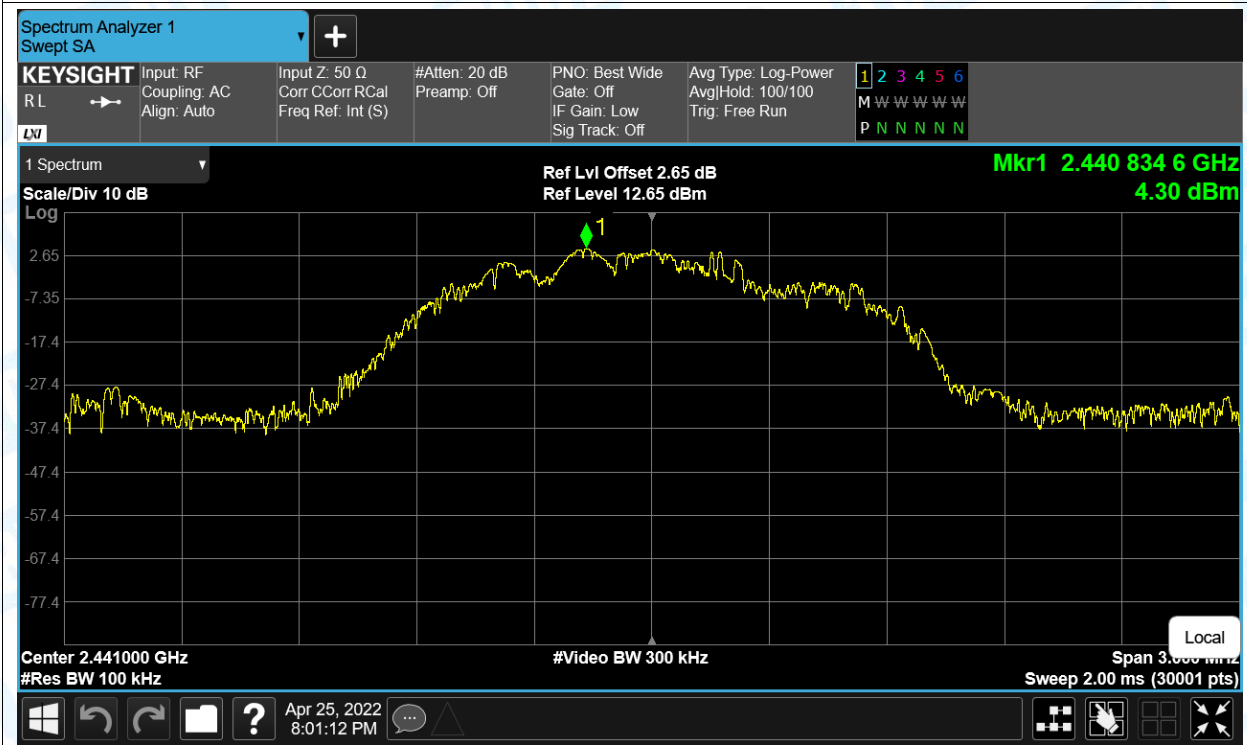 Spectrum Analyzer 1
Swept SA
KEYSIGHT
R L
LXI
Input: RF
Coupling: AC
Align: Auto
Input Z: 50 Ω
Corr CCorr RCal
Freq Ref: Int (S)
#Atten: 20 dB
Preamp: Off
PNO: Best Wide
Gate: Off
IF Gain: Low
Sig Track: Off
Avg Type: Log-Power
Avg|Hold: 100/100
Trig: Free Run
1 2 3 4 5 6
M W W W W W
P N N N N N
1 Spectrum
Scale/Div 10 dB
Log
Ref Lvl Offset 2.65 dB
Ref Level 12.65 dBm
Mkr1 2.440 834 6 GHz
4.30 dBm
1
2.65
-7.35
-17.4
-27.4
-37.4
-47.4
-57.4
-67.4
-77.4
Local
Center 2.441000 GHz
#Video BW 300 kHz
Span
#Res BW 100 kHz
Sweep 2.00 ms (30001 pts)
?
Apr 25, 2022
8:01:12 PM